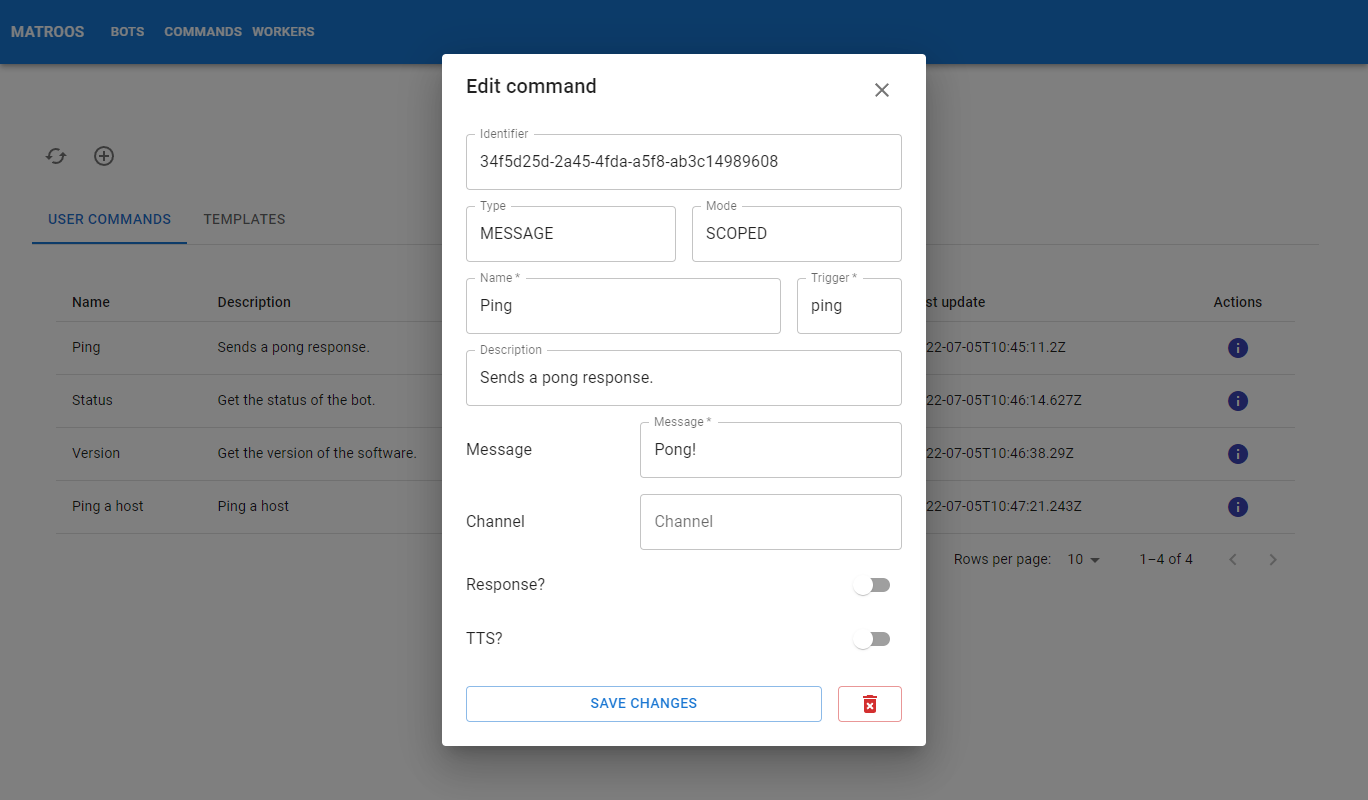 MATROOS BOTS COMMANDS WORKERS
Edit command
Identifier
34f5d25d-2a45-4fda-a5f8-ab3c14989608
USER COMMANDS TEMPLATES
Type Mode
MESSAGE SCOPED
Name * Trigger *
Ping ping
Description
Sends a pong response.
Message *
Message Pong!
Channel Channel
Response?
TTS?
SAVE CHANGES
Name Description st update Actions
Ping Sends a pong response. 22-07-05T10:45:11.2Z
Status Get the status of the bot. 22-07-05T10:46:14.627Z
Version Get the version of the software. 22-07-05T10:46:38.29Z
Ping a host Ping a host 22-07-05T10:47:21.243Z
Rows per page: 10 1–4 of 4